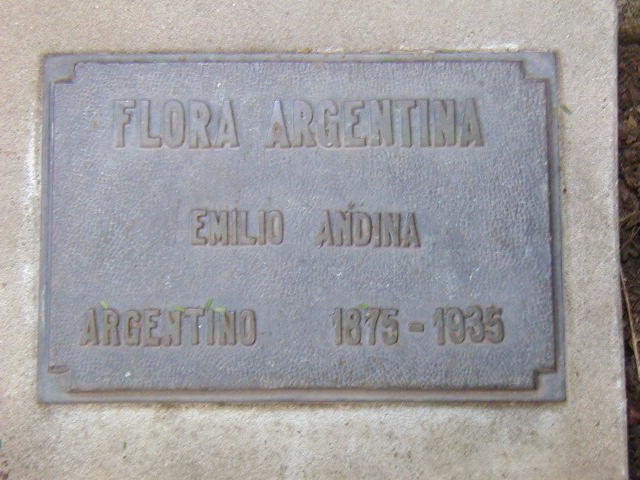 FLORA ARGENTINA
EMILIO ANDINA
ARGENTINO 1875-1935